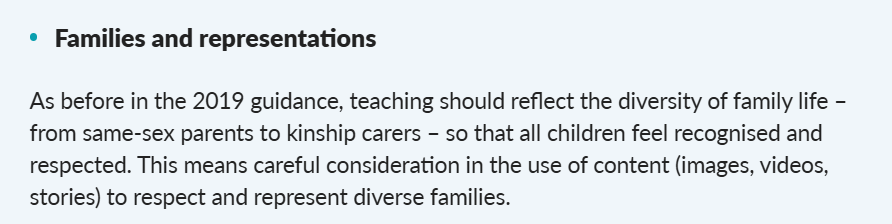 • Families and representations
As before in the 2019 guidance, teaching should reflect the diversity of family life –
from same-sex parents to kinship carers – so that all children feel recognised and
respected. This means careful consideration in the use of content (images, videos,
stories) to respect and represent diverse families.